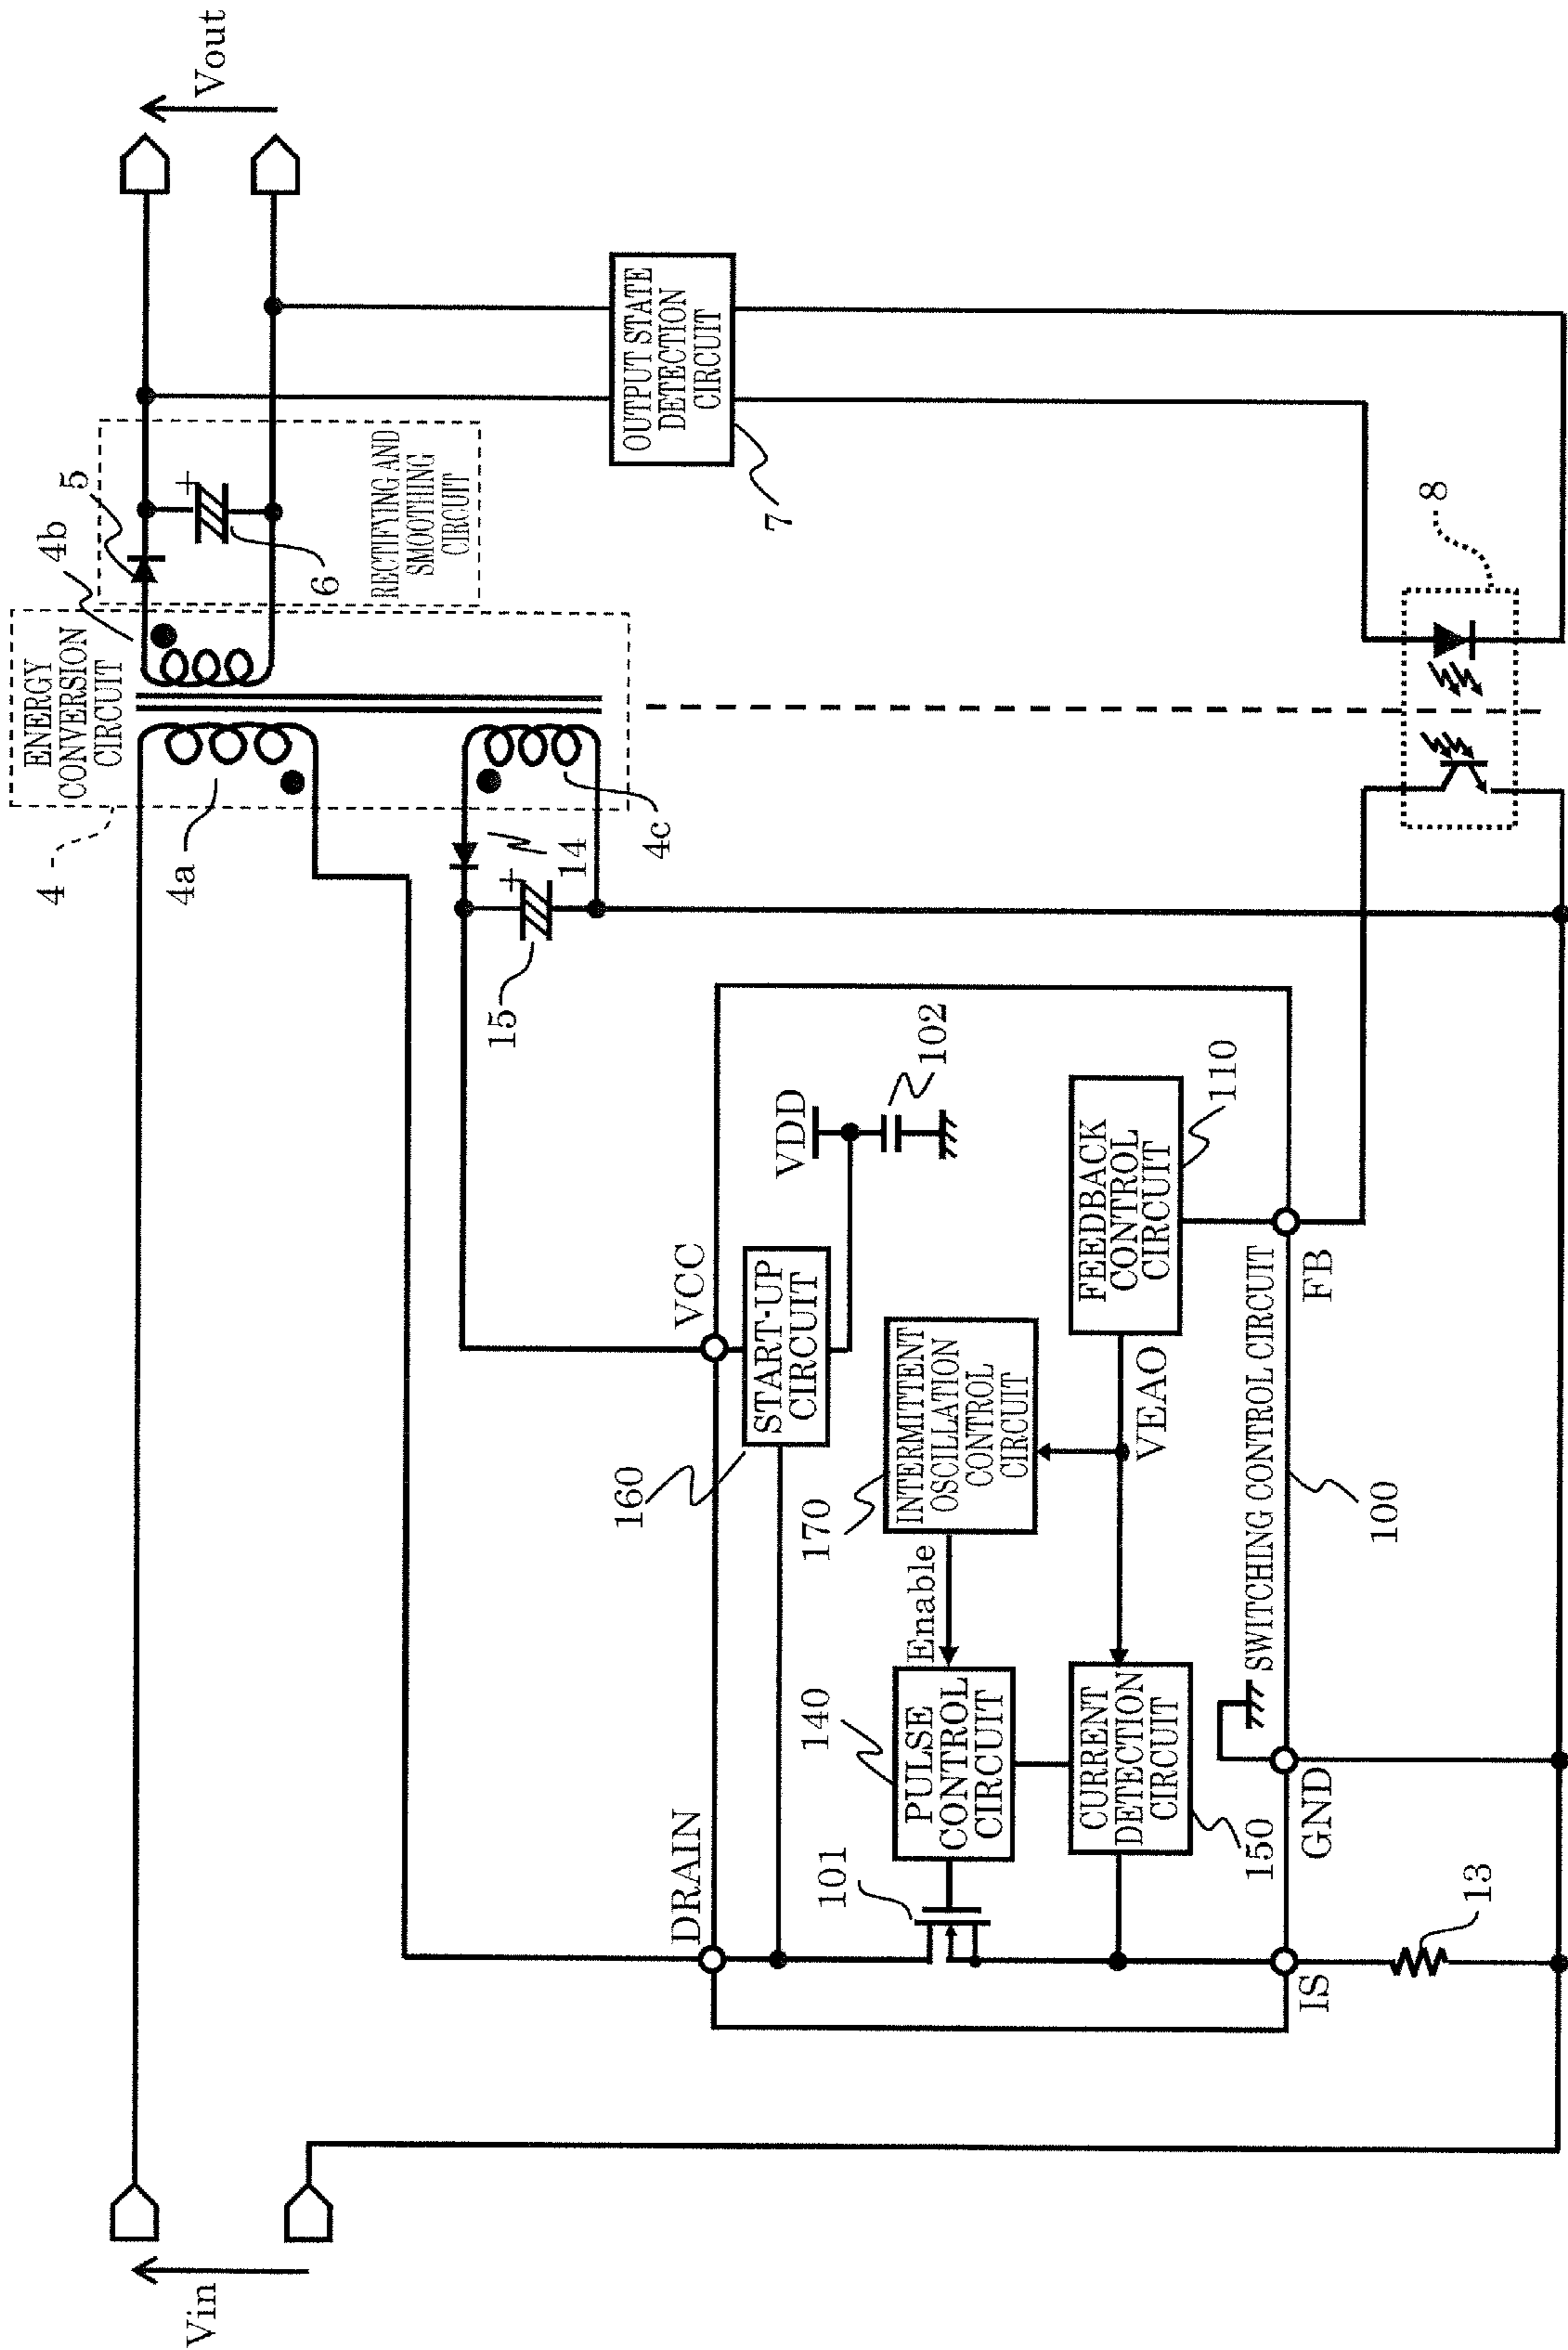 Vin
Vout
ENERGY
CONVERSION
CIRCUIT
4
4a
4b
4c
5
6
RECTIFYING AND
SMOOTHING
CIRCUIT
14
15
OUTPUT STATE
DETECTION
CIRCUIT
7
8
DRAIN
VCC
160
START-UP
CIRCUIT
VDD
102
101
140
PULSE
CONTROL
CIRCUIT
Enable
170
INTERMITTENT
OSCILLATION
CONTROL
CIRCUIT
FEEDBACK
CONTROL
CIRCUIT
110
VEAO
CURRENT
DETECTION
CIRCUIT
150
SWITCHING CONTROL CIRCUIT
100
IS
GND
FB
13
+
+